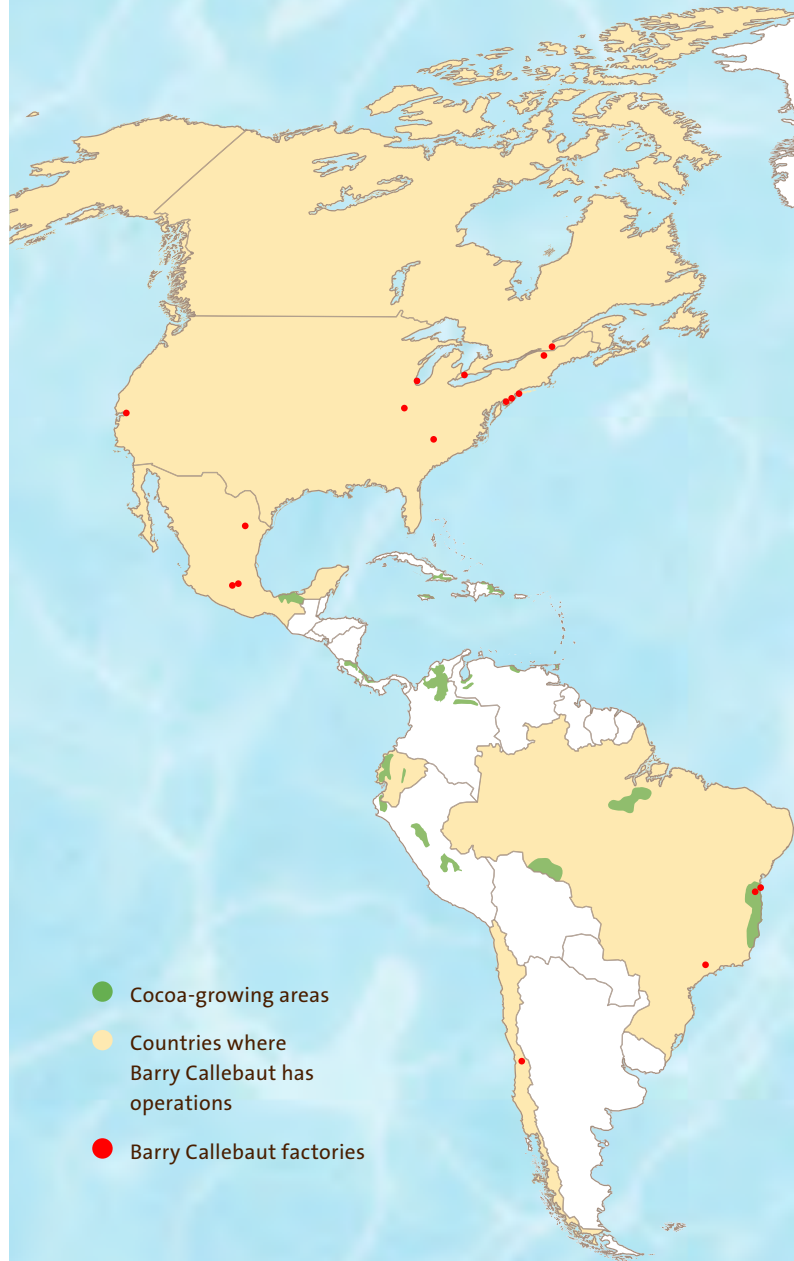 Cocoa-growing areas
Countries where
Barry Callebaut has
operations
Barry Callebaut factories